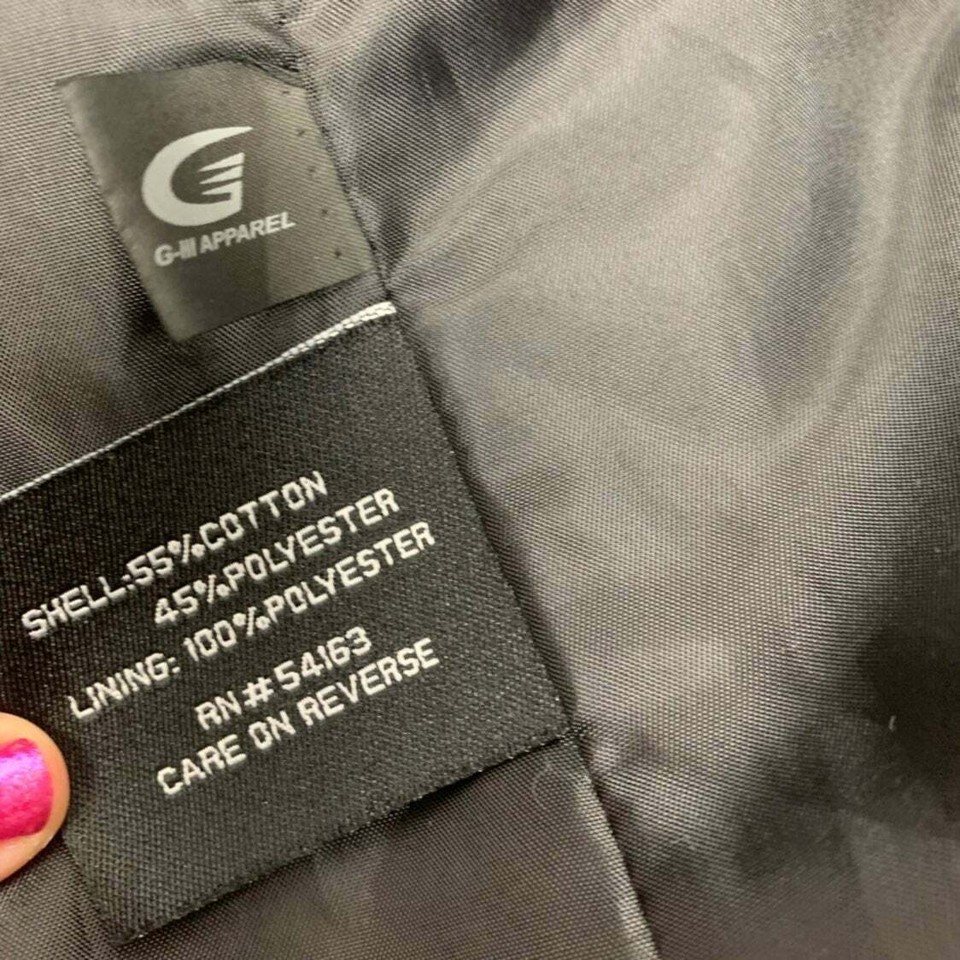 G-III APPAREL
SHELL:55%COTTON
45%POLYESTER
LINING: 100%POLYESTER
RN# 54163
CARE ON REVERSE